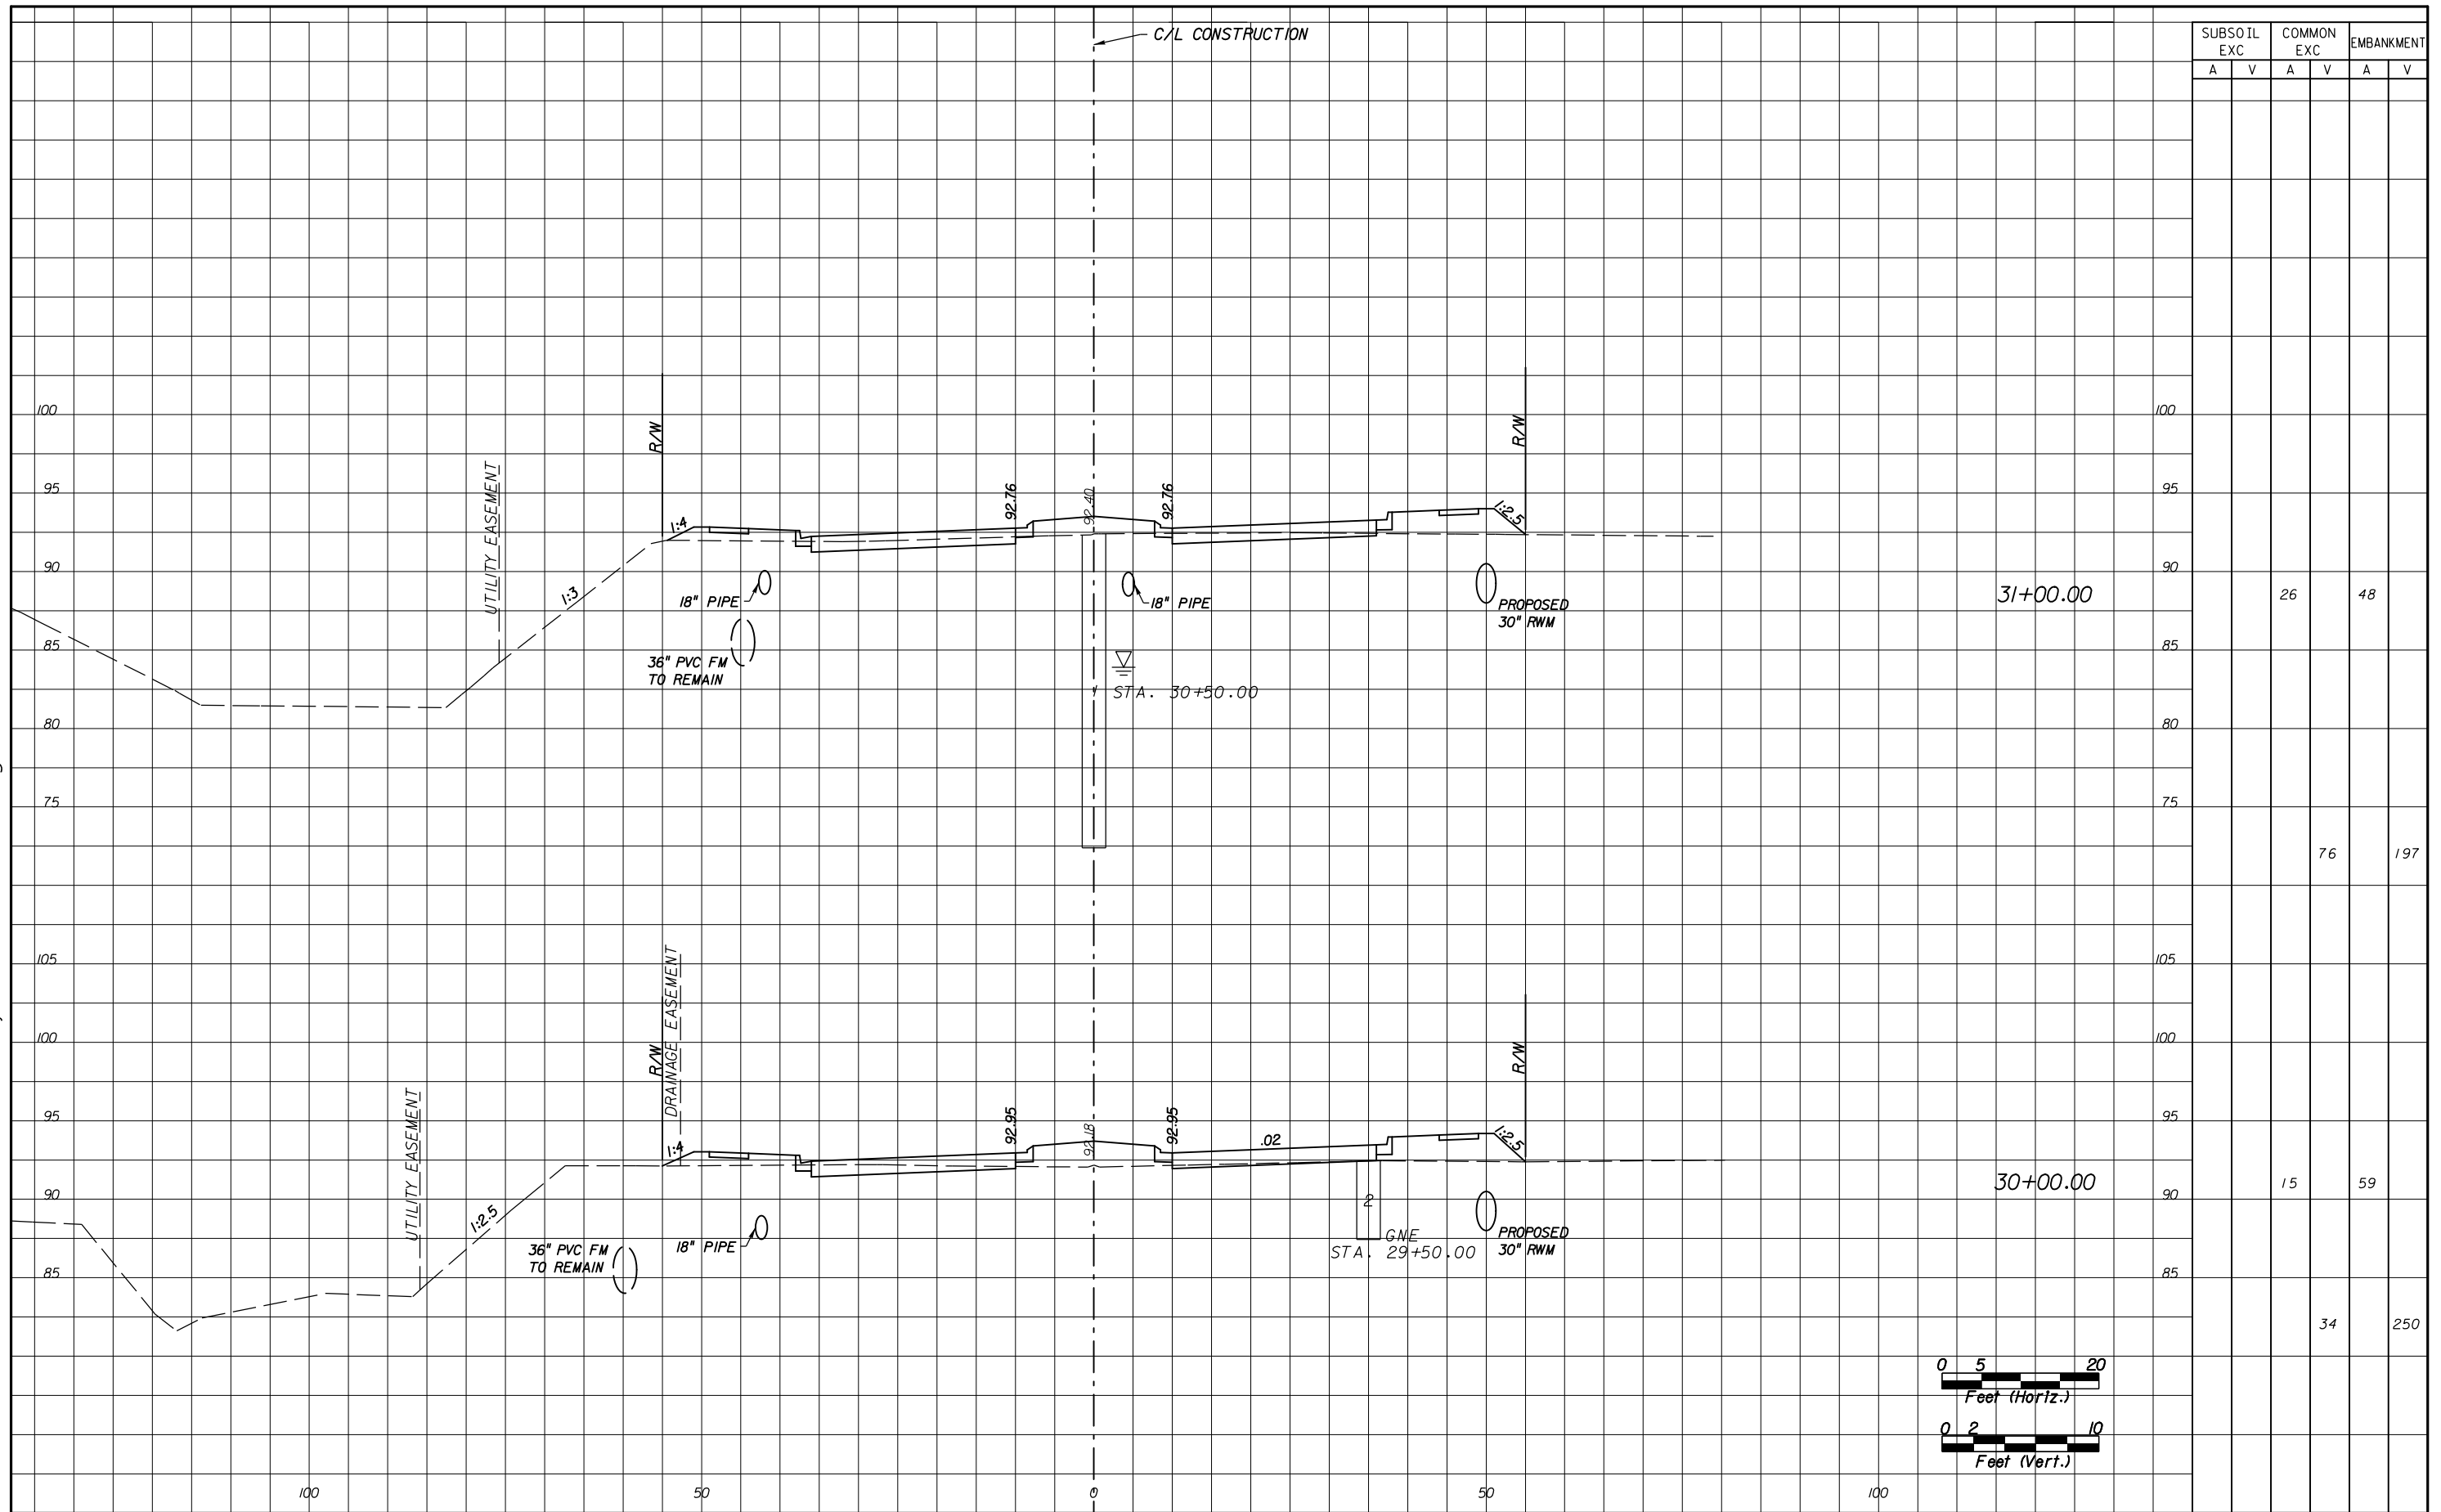 C/L CONSTRUCTION
SUBSOIL EXC
COMMON EXC
EMBANKMENT
A V A V A V
100 100
R/W R/W
UTILITY EASEMENT
95 95
92.76 92.40 92.76
1:4 1:2.5
90 90
1:3
18" PIPE
18" PIPE
PROPOSED
30" RWM
31+00.00
26 48
85 85
36" PVC FM
TO REMAIN
1 STA. 30+50.00
80 80
75 75
76 197
105 105
DRAINAGE EASEMENT
100 100
R/W R/W
UTILITY EASEMENT
95 95
92.95 92.18 92.95
1:4 .02 1:2.5
90 90
1:2.5
2
30+00.00
15 59
36" PVC FM
TO REMAIN
18" PIPE
GNE
STA. 29+50.00
PROPOSED
30" RWM
85 85
34 250
0 5 20
Feet (Horiz.)
0 2 10
Feet (Vert.)
100 50 0 50 100